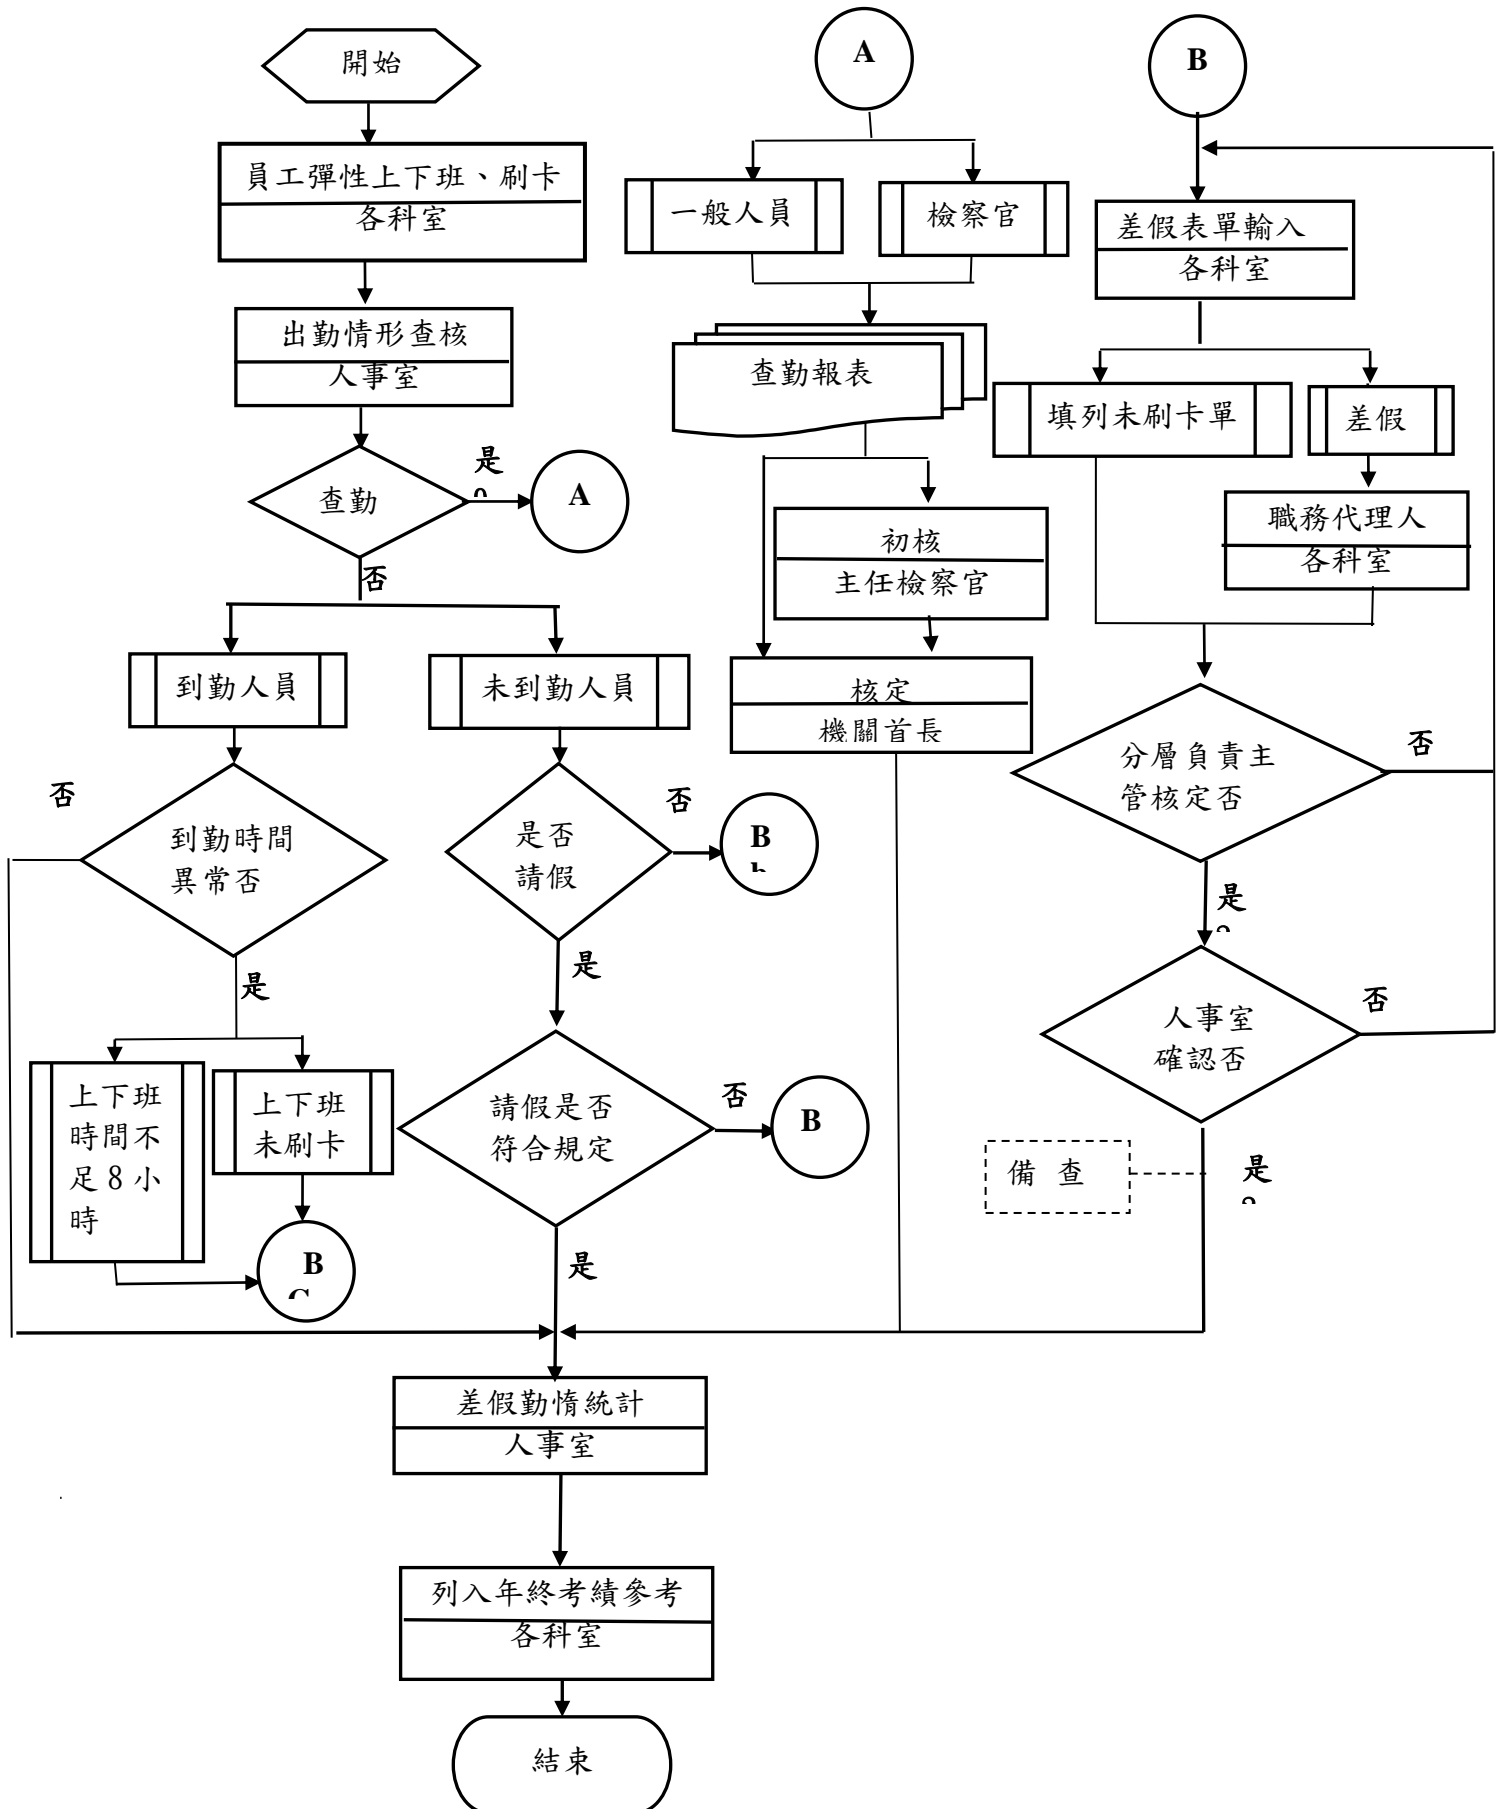 開始
員工彈性上下班、刷卡
各科室
出勤情形查核
人事室
查勤
是
A
否
到勤人員
未到勤人員
否
到勤時間
異常否
是否
請假
否
B
是
是
上下班
時間不
足8小
時
上下班
未刷卡
B
請假是否
符合規定
否
B
是
差假勤惰統計
人事室
列入年終考績參考
各科室
結束
A
一般人員
檢察官
查勤報表
初核
主任檢察官
核定
機關首長
B
差假表單輸入
各科室
填列未刷卡單
差假
職務代理人
各科室
分層負責主
管核定否
否
是
人事室
確認否
否
備 查
是